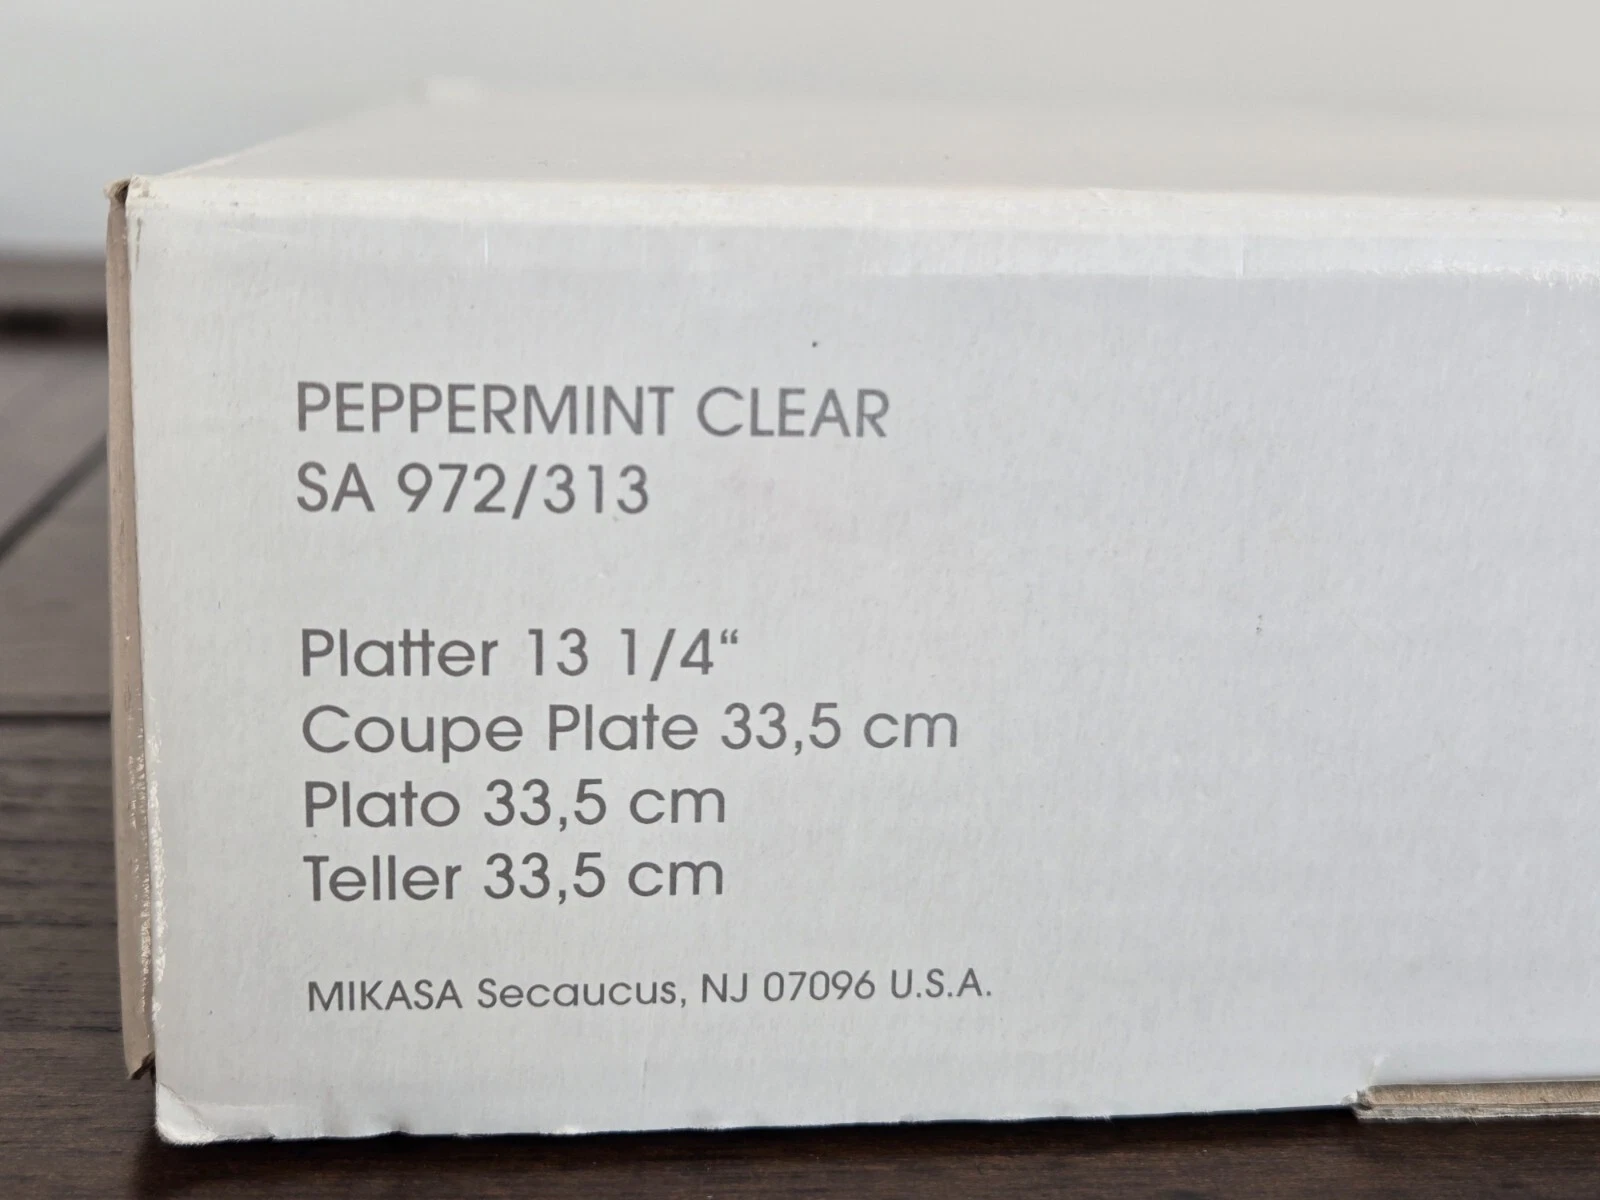 PEPPERMINT CLEAR
SA 972/313
Platter 13 1/4“
Coupe Plate 33,5 cm
Plato 33,5 cm
Teller 33,5 cm
MIKASA Secaucus, NJ 07096 U.S.A.